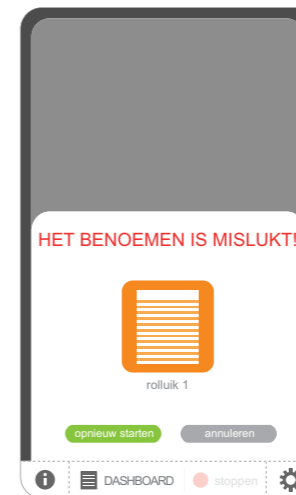 HET BENOEMEN IS MISLUKT!
rolluik 1
opnieuw starten annuleren
DASHBOARD stoppen